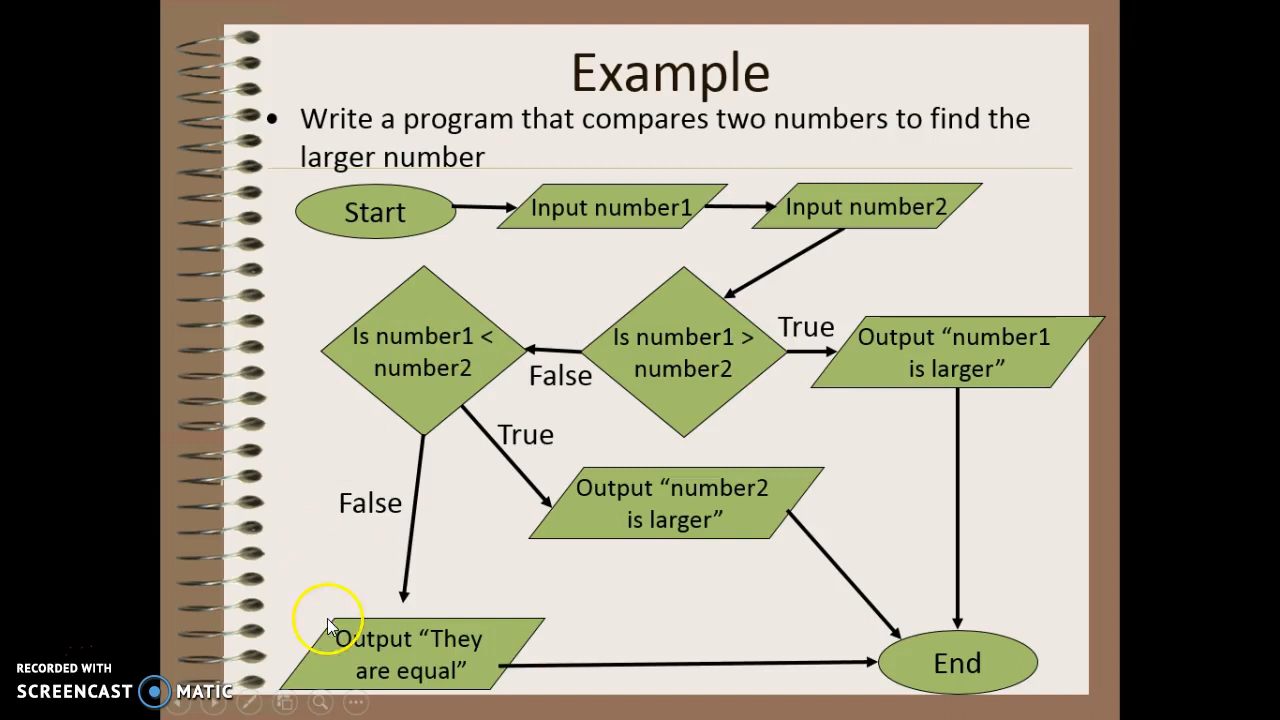 Example
• Write a program that compares two numbers to find the
larger number
Start
Input number1
Input number2
Is number1 <
number2
False
Is number1 >
number2
True
Output “number1
is larger”
True
False
Output “number2
is larger”
Output “They
are equal”
End
RECORDED WITH
SCREENCAST MATIC